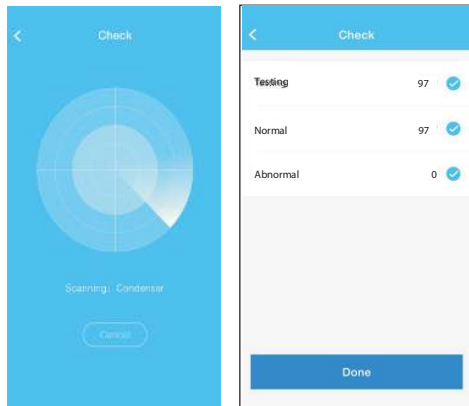 Check
Scanning: Condenser
Cancel
Check
Testing 97
Normal 97
Abnormal 0
Done